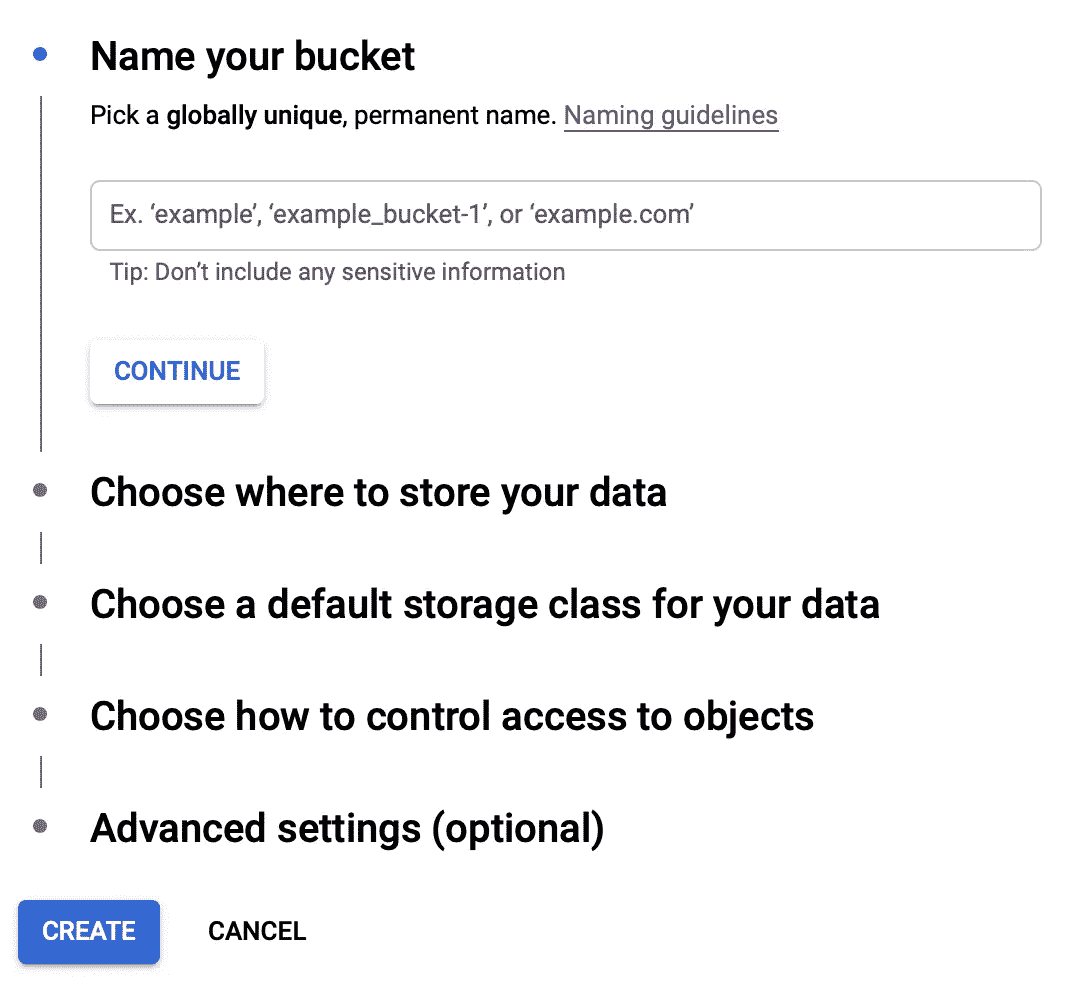 Name your bucket
Pick a globally unique, permanent name. Naming guidelines
Ex. ‘example’, ‘example_bucket-1’, or ‘example.com’
Tip: Don’t include any sensitive information
CONTINUE
Choose where to store your data
Choose a default storage class for your data
Choose how to control access to objects
Advanced settings (optional)
CREATE CANCEL